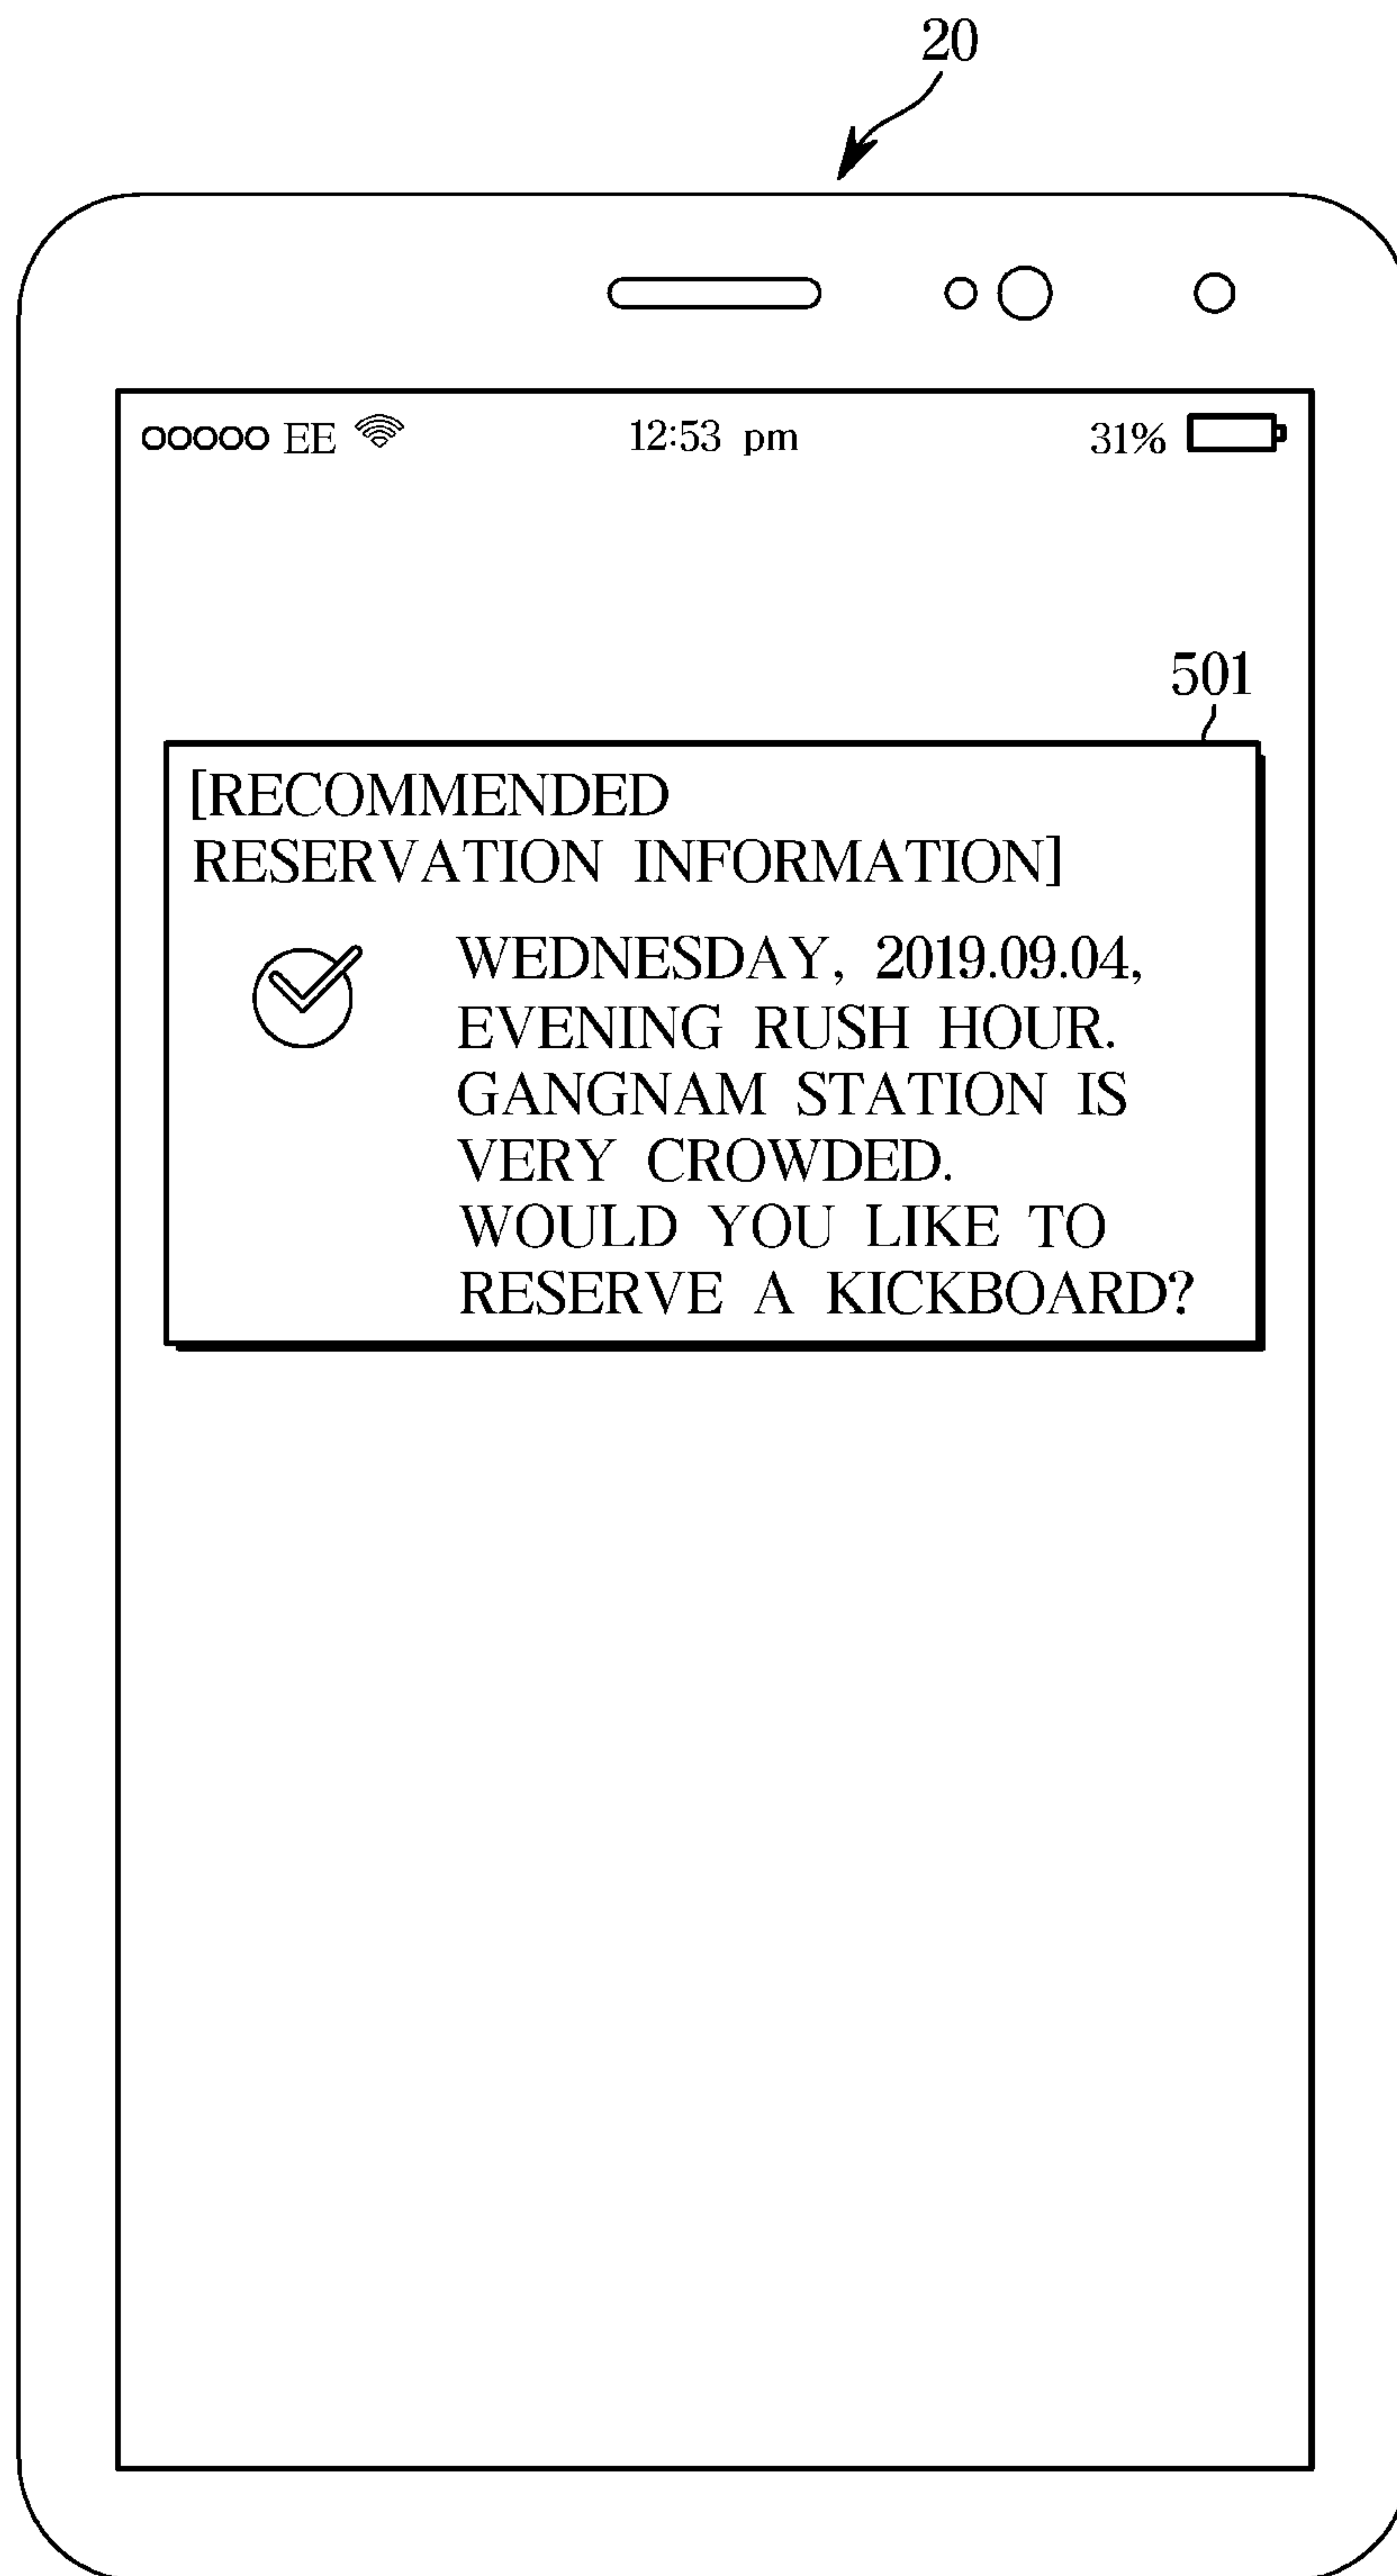 20
EE 12:53 pm 31%
501
[RECOMMENDED
RESERVATION INFORMATION]
WEDNESDAY, 2019.09.04,
EVENING RUSH HOUR.
GANGNAM STATION IS
VERY CROWDED.
WOULD YOU LIKE TO
RESERVE A KICKBOARD?